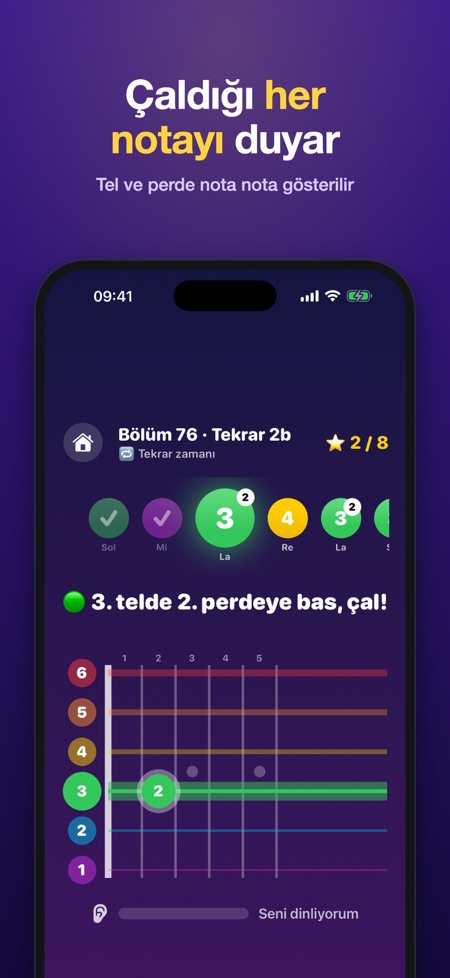 Çaldığı her
notayı duyar
Tel ve perde nota nota gösterilir
09:41
Bölüm 76 · Tekrar 2b
Tekrar zamanı
2 / 8
3 2 4 3 2
Sol Mi La Re La
3. telde 2. perdeye bas, çal!
1 2 3 4 5
6
5
4
3 2
2
1
Seni dinliyorum